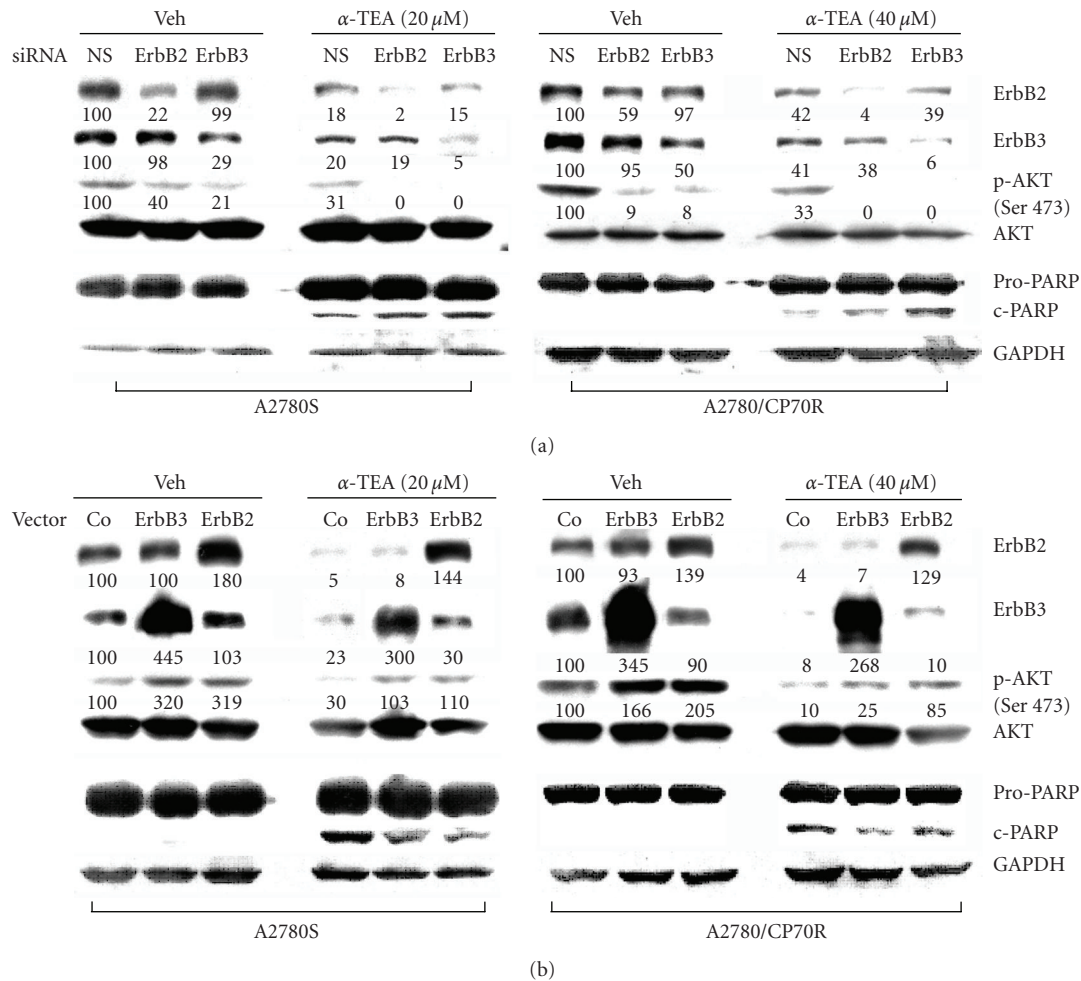 Veh α-TEA (20 μM) Veh α-TEA (40 μM)
siRNA NS ErbB2 ErbB3 NS ErbB2 ErbB3 NS ErbB2 ErbB3 NS ErbB2 ErbB3
ErbB2
100 22 99 18 2 15 100 59 97 42 4 39
ErbB3
100 98 29 20 19 5 100 95 50 41 38 6
p-AKT
(Ser 473)
100 40 21 31 0 0 100 9 8 33 0 0
AKT
Pro-PARP
c-PARP
GAPDH
A2780S A2780/CP70R
(a)
Veh α-TEA (20 μM) Veh α-TEA (40 μM)
Vector Co ErbB3 ErbB2 Co ErbB3 ErbB2 Co ErbB3 ErbB2 Co ErbB3 ErbB2
ErbB2
100 100 180 5 8 144 100 93 139 4 7 129
ErbB3
100 445 103 23 300 30 100 345 90 8 268 10
p-AKT
(Ser 473)
100 320 319 30 103 110 100 166 205 10 25 85
AKT
Pro-PARP
c-PARP
GAPDH
A2780S A2780/CP70R
(b)